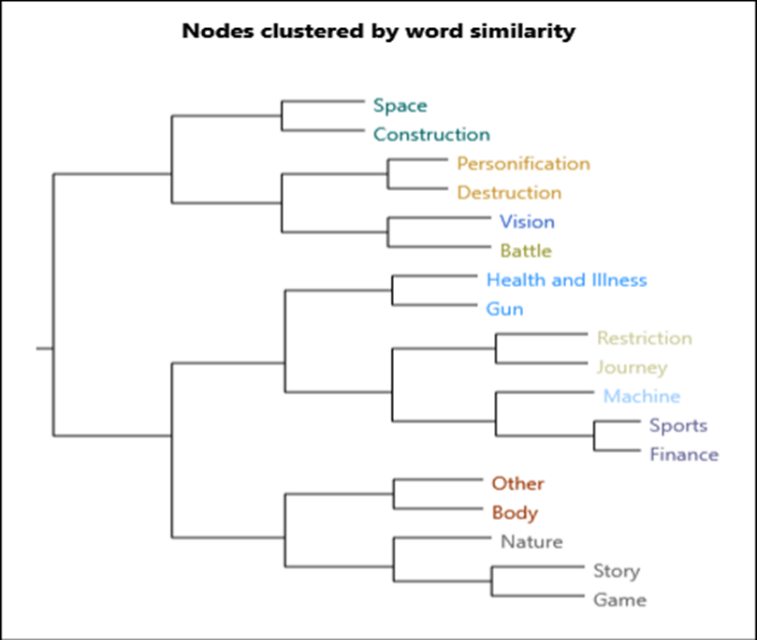 Nodes clustered by word similarity
Space
Construction
Personification
Destruction
Vision
Battle
Health and Illness
Gun
Restriction
Journey
Machine
Sports
Finance
Other
Body
Nature
Story
Game